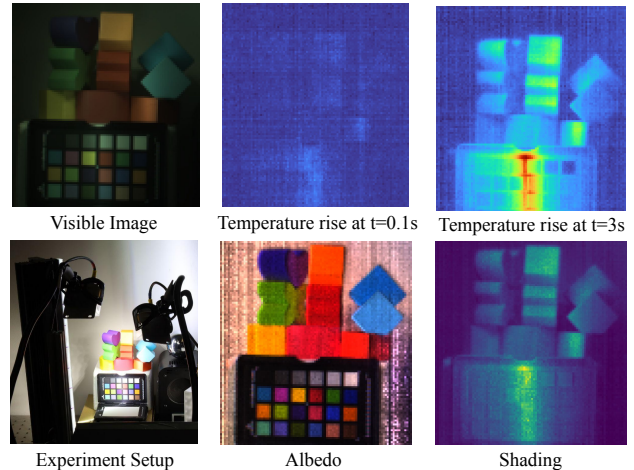 Visible Image
Temperature rise at t=0.1s
Temperature rise at t=3s
Experiment Setup
Albedo
Shading